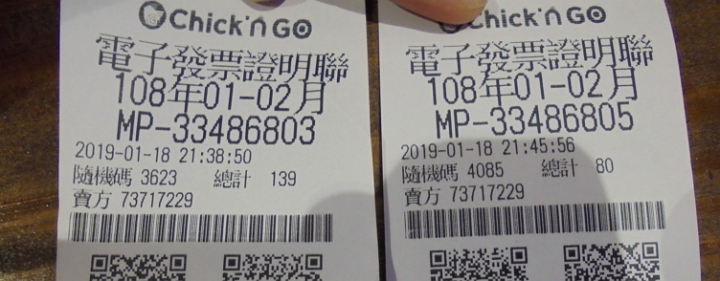 Chick'n GO
電子發票證明聯
108年01-02月
MP-33486803
2019-01-18 21:38:50
隨機碼 3623 總計 139
賣方 73717229
Chick'n GO
電子發票證明聯
108年01-02月
MP-33486805
2019-01-18 21:45:56
隨機碼 4085 總計 80
賣方 73717229